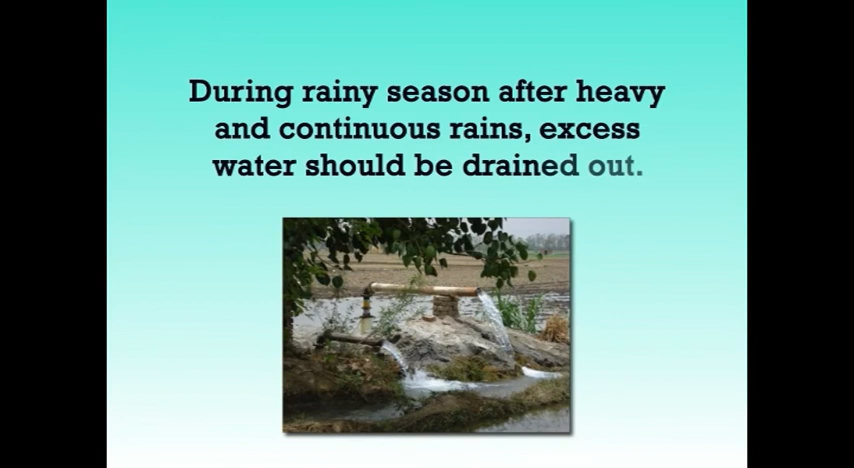 During rainy season after heavy
and continuous rains, excess
water should be drained out.